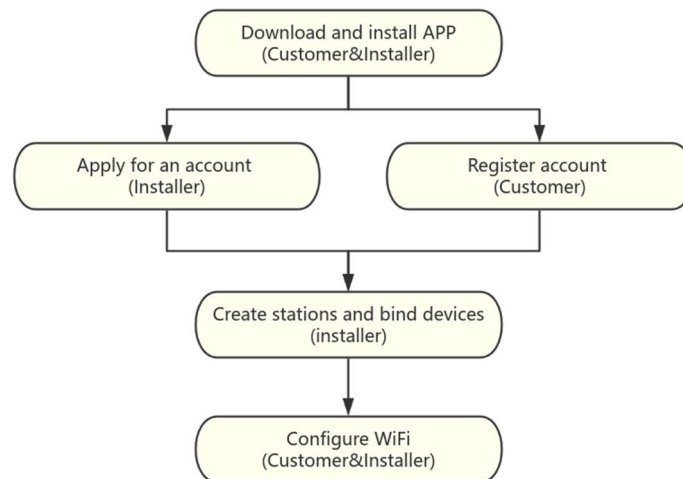 Download and install APP
(Customer&Installer)
Apply for an account
(Installer)
Register account
(Customer)
Create stations and bind devices
(installer)
Configure WiFi
(Customer&Installer)